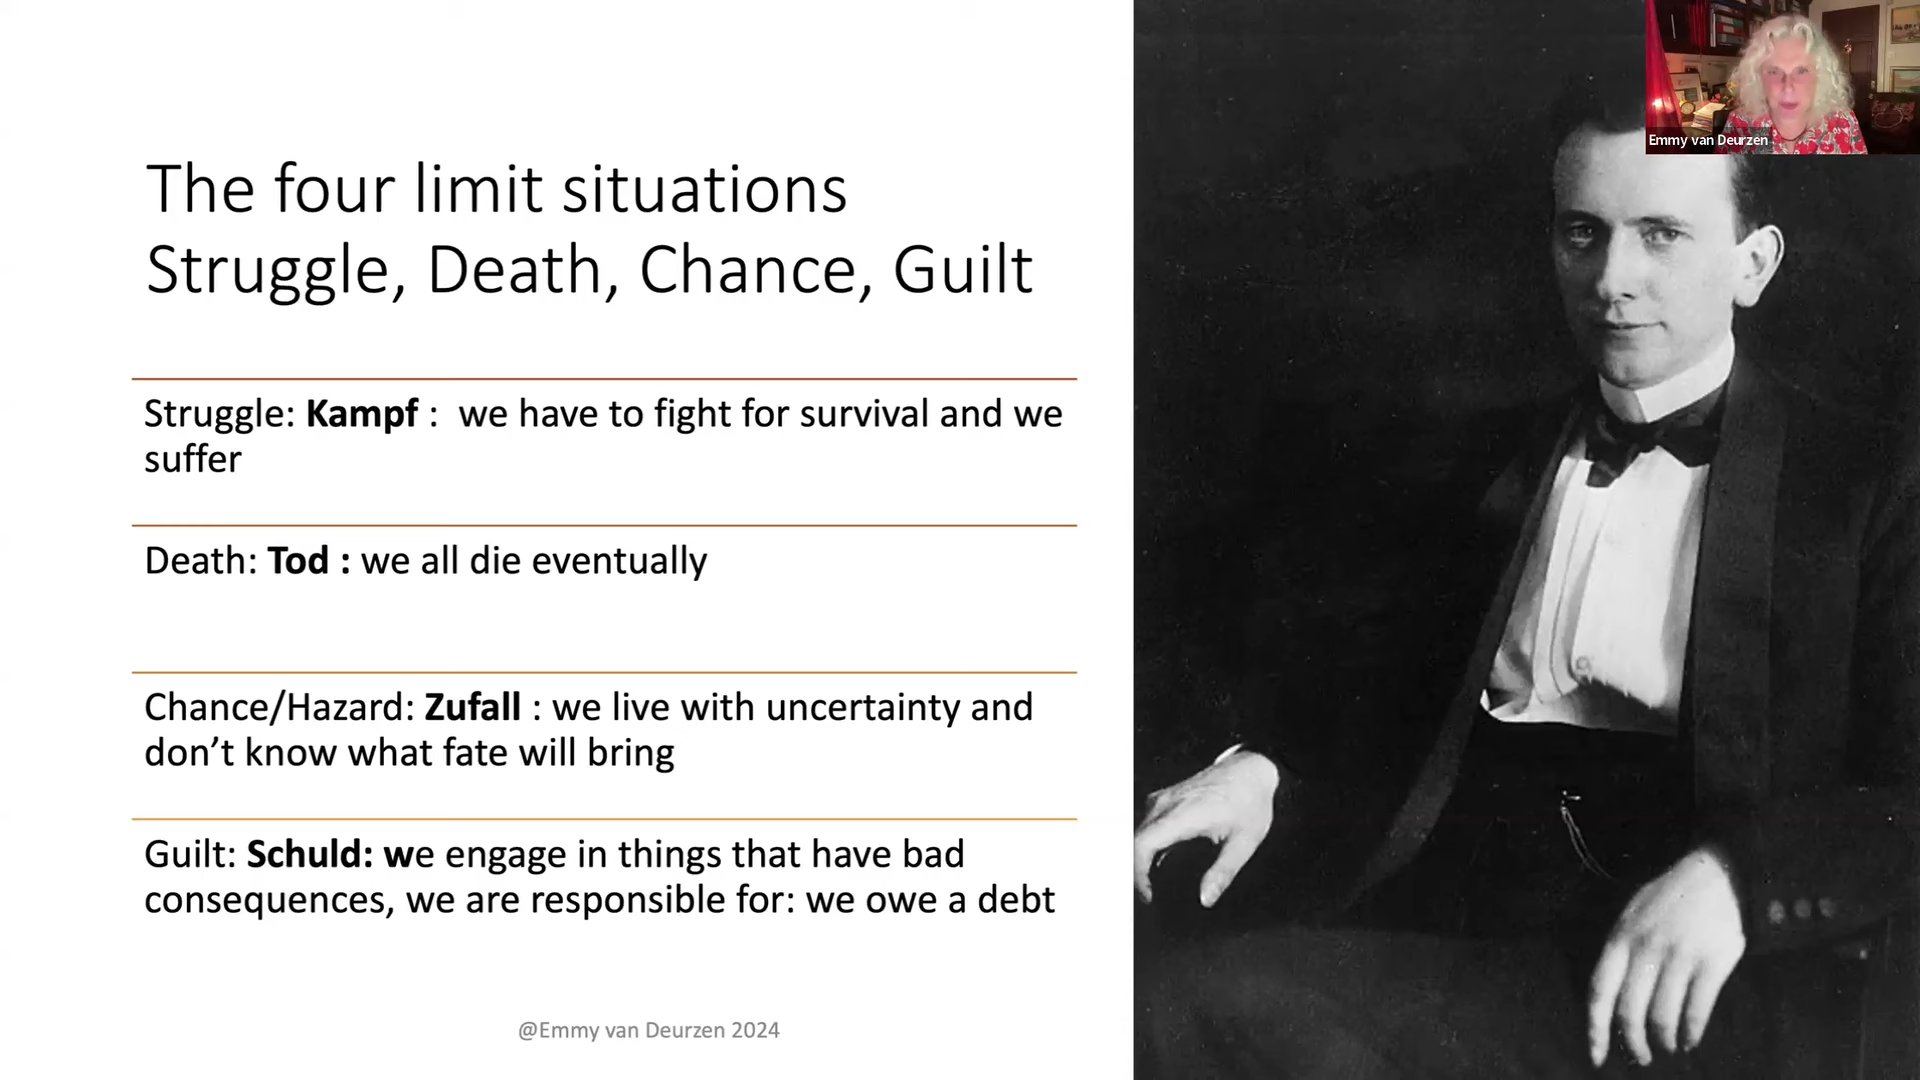 Emmy van Deurzen
The four limit situations
Struggle, Death, Chance, Guilt
Struggle: Kampf :  we have to fight for survival and we
suffer
Death: Tod : we all die eventually
Chance/Hazard: Zufall : we live with uncertainty and
don’t know what fate will bring
Guilt: Schuld: we engage in things that have bad
consequences, we are responsible for: we owe a debt
@Emmy van Deurzen 2024